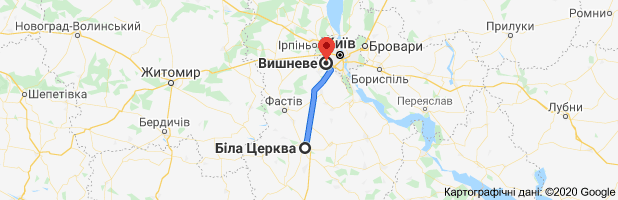 Ромни
Новоград-Волинський
Прилуки
Ірпінь
Київ
Бровари
Вишневе
Житомир
Бориспіль
Шепетівка
Фастів
Переяслав
Лубни
Бердичів
Біла Церква
Картографічні дані: ©2020 Google